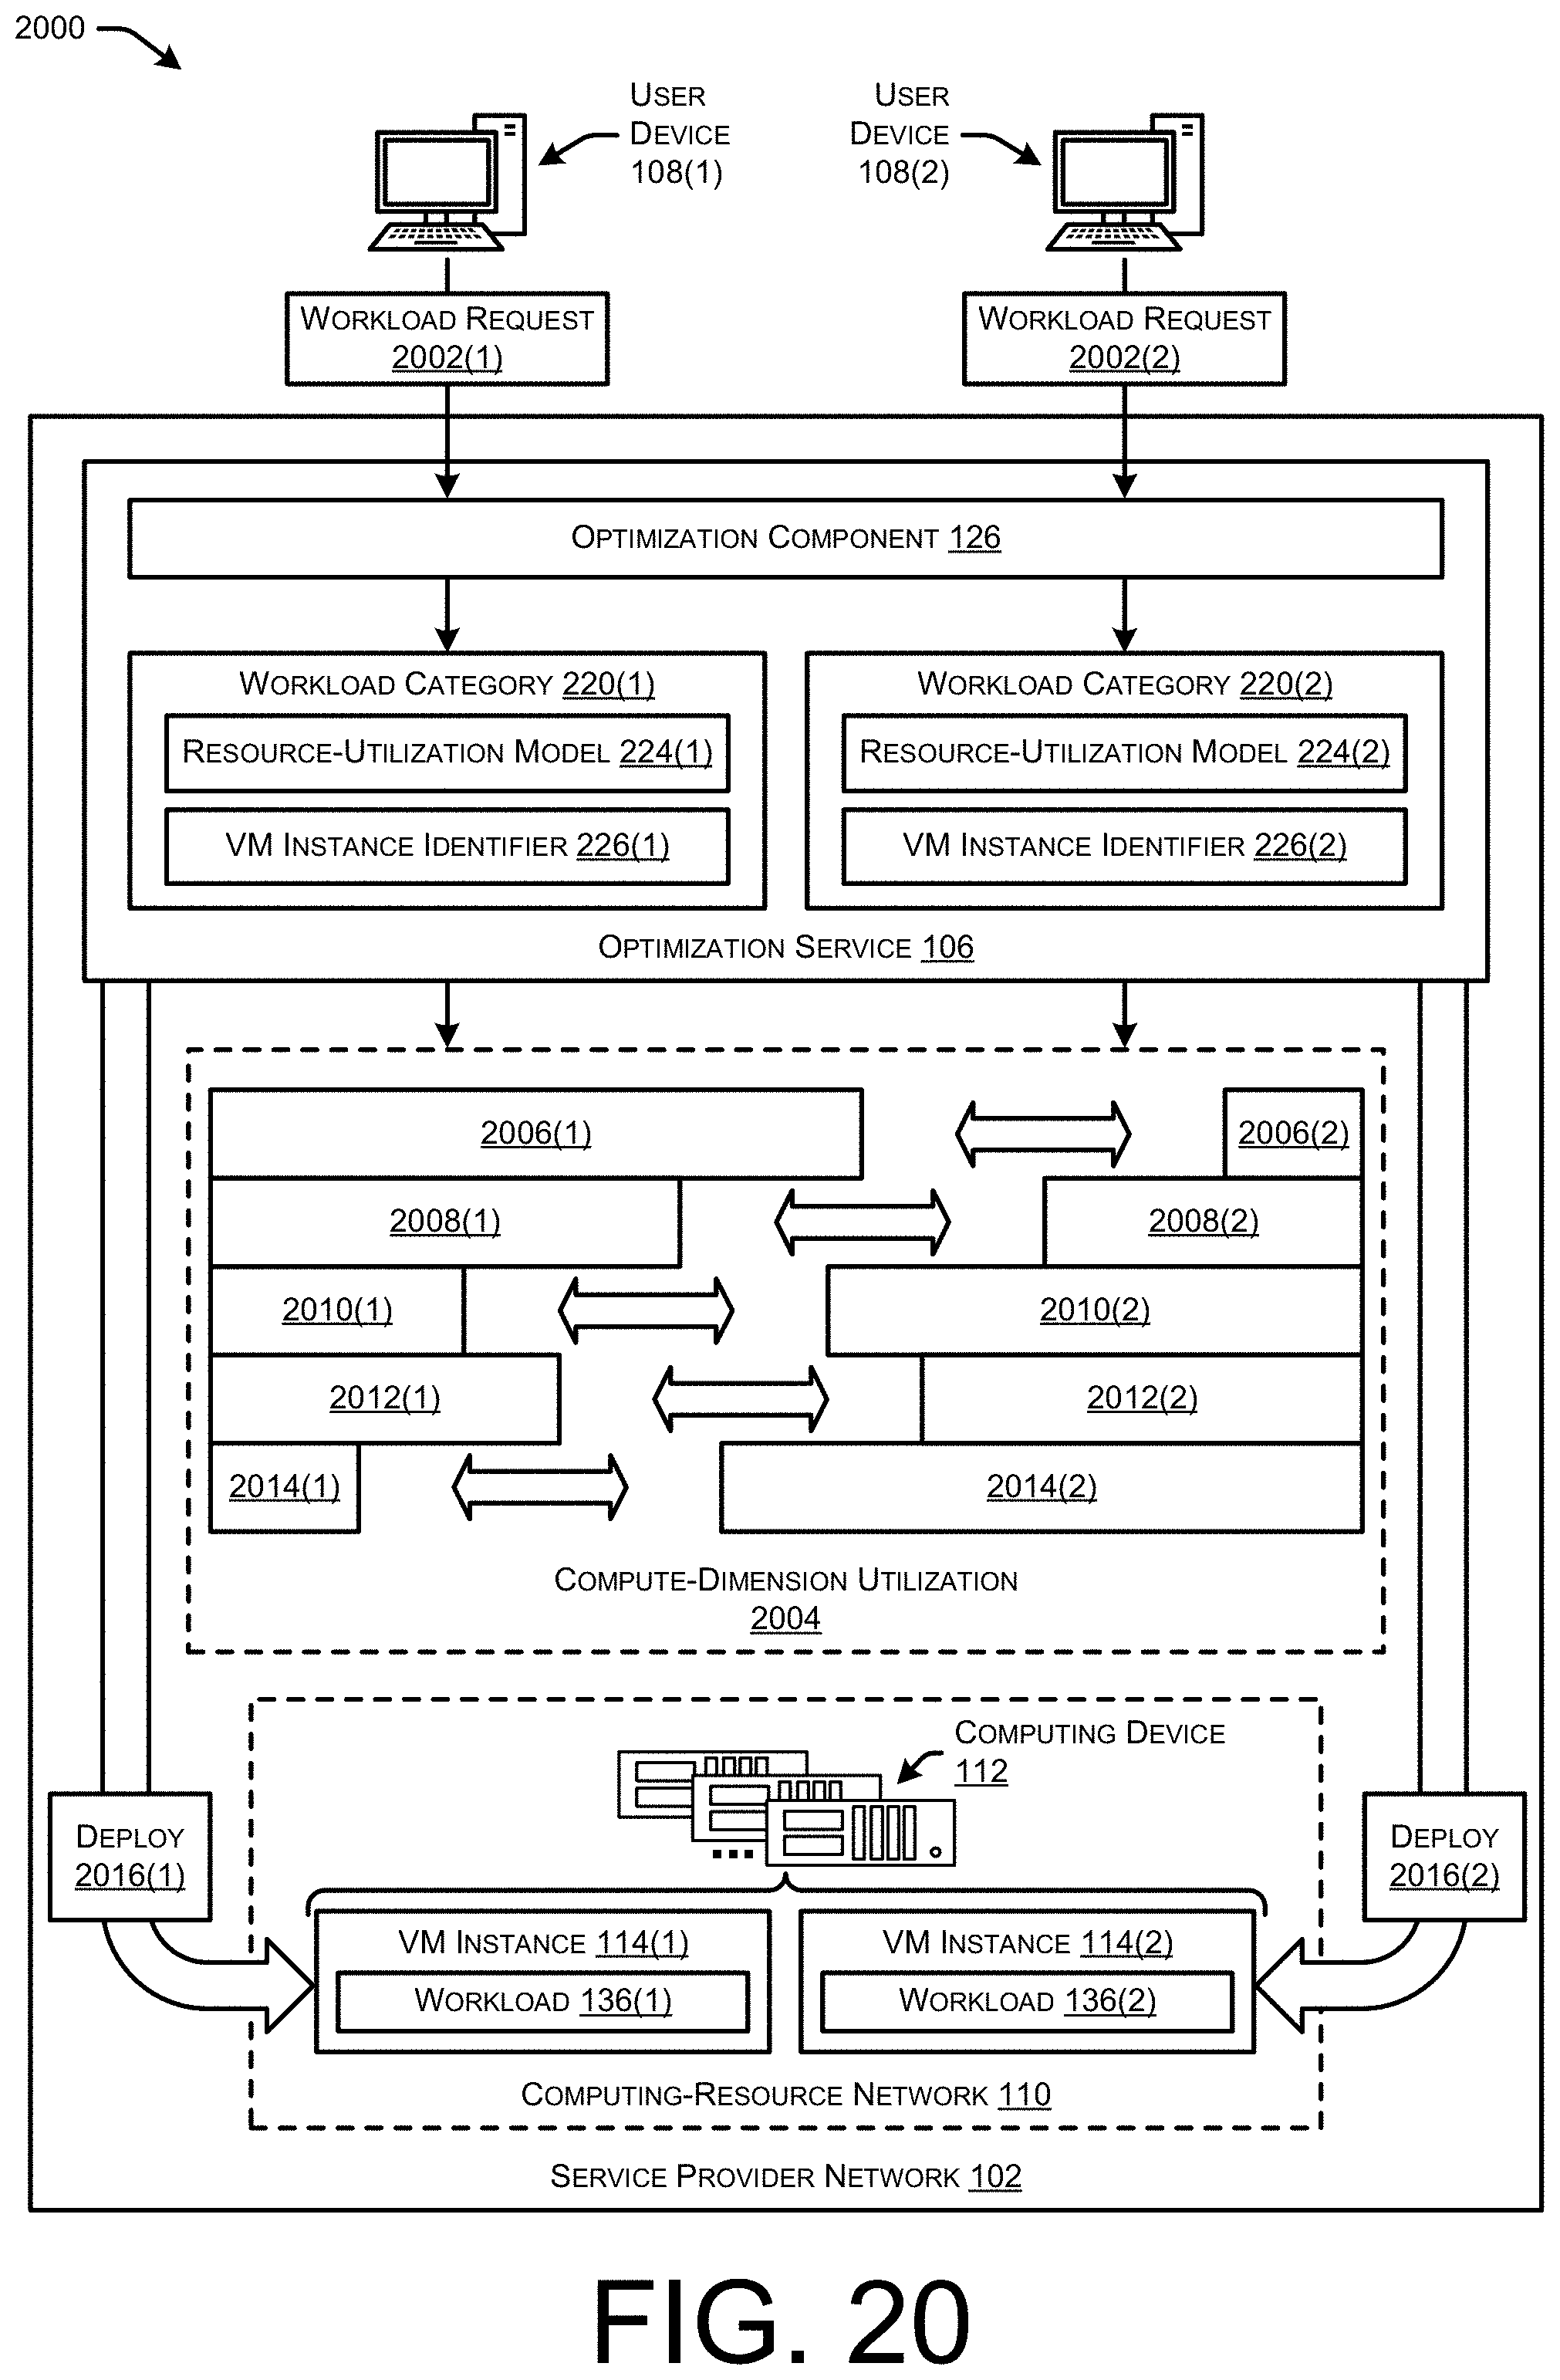 2000
User Device 108(1)
User Device 108(2)
Workload Request 2002(1)
Workload Request 2002(2)
Optimization Component 126
Workload Category 220(1)
Resource-Utilization Model 224(1)
VM Instance Identifier 226(1)
Workload Category 220(2)
Resource-Utilization Model 224(2)
VM Instance Identifier 226(2)
Optimization Service 106
2006(1)
2006(2)
2008(1)
2008(2)
2010(1)
2010(2)
2012(1)
2012(2)
2014(1)
2014(2)
Compute-Dimension Utilization
2004
Computing Device
112
Deploy
2016(1)
Deploy
2016(2)
VM Instance 114(1)
Workload 136(1)
VM Instance 114(2)
Workload 136(2)
Computing-Resource Network 110
Service Provider Network 102
FIG. 20